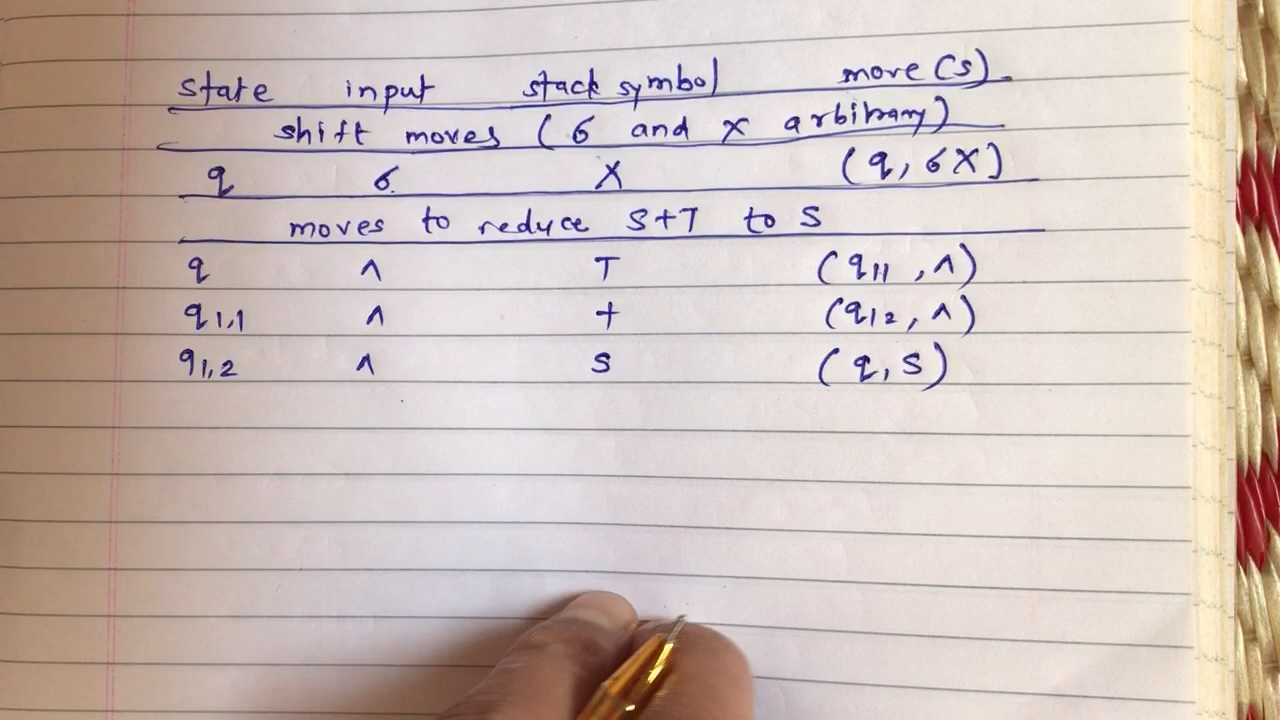 state input stack symbol move(s).
shift moves (σ and X arbitrary)
q σ X (q, σX)
moves to reduce S+T to S
q ∧ T (q11, ∧)
q1,1 ∧ + (q12, ∧)
q1,2 ∧ S (q, S)